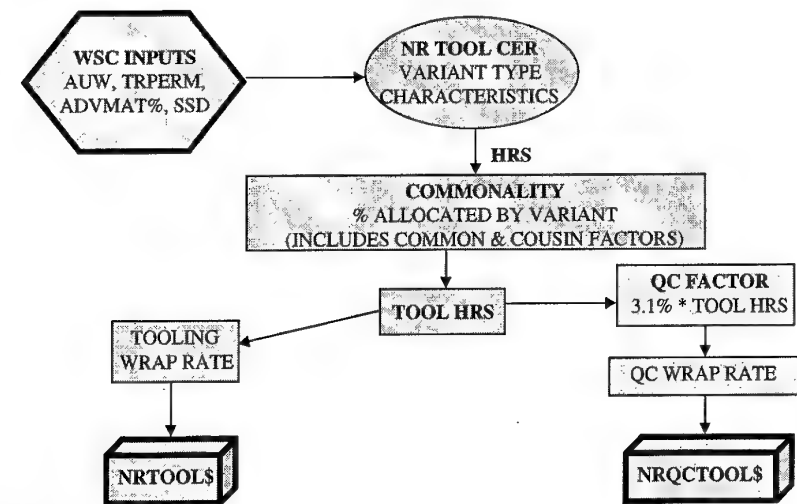 WSC INPUTS
AUW, TRPERM,
ADVMAT%, SSD
NR TOOL CER
VARIANT TYPE
CHARACTERISTICS
HRS
COMMONALITY
% ALLOCATED BY VARIANT
(INCLUDES COMMON & COUSIN FACTORS)
TOOL HRS
QC FACTOR
3.1% * TOOL HRS
TOOLING
WRAP RATE
QC WRAP RATE
NRTOOL$
NRQCTOOL$